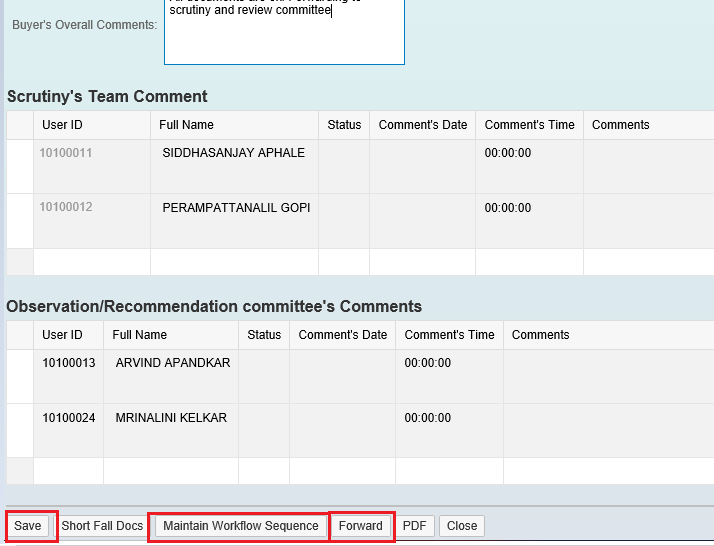 Buyer's Overall Comments:
scrutiny and review committee
Scrutiny's Team Comment
User ID Full Name Status Comment's Date Comment's Time Comments
10100011 SIDDHASANJAY APHALE 00:00:00
10100012 PERAMPATTANALIL GOPI 00:00:00
Observation/Recommendation committee's Comments
User ID Full Name Status Comment's Date Comment's Time Comments
10100013 ARVIND APANDKAR 00:00:00
10100024 MRINALINI KELKAR 00:00:00
Save Short Fall Docs Maintain Workflow Sequence Forward PDF Close